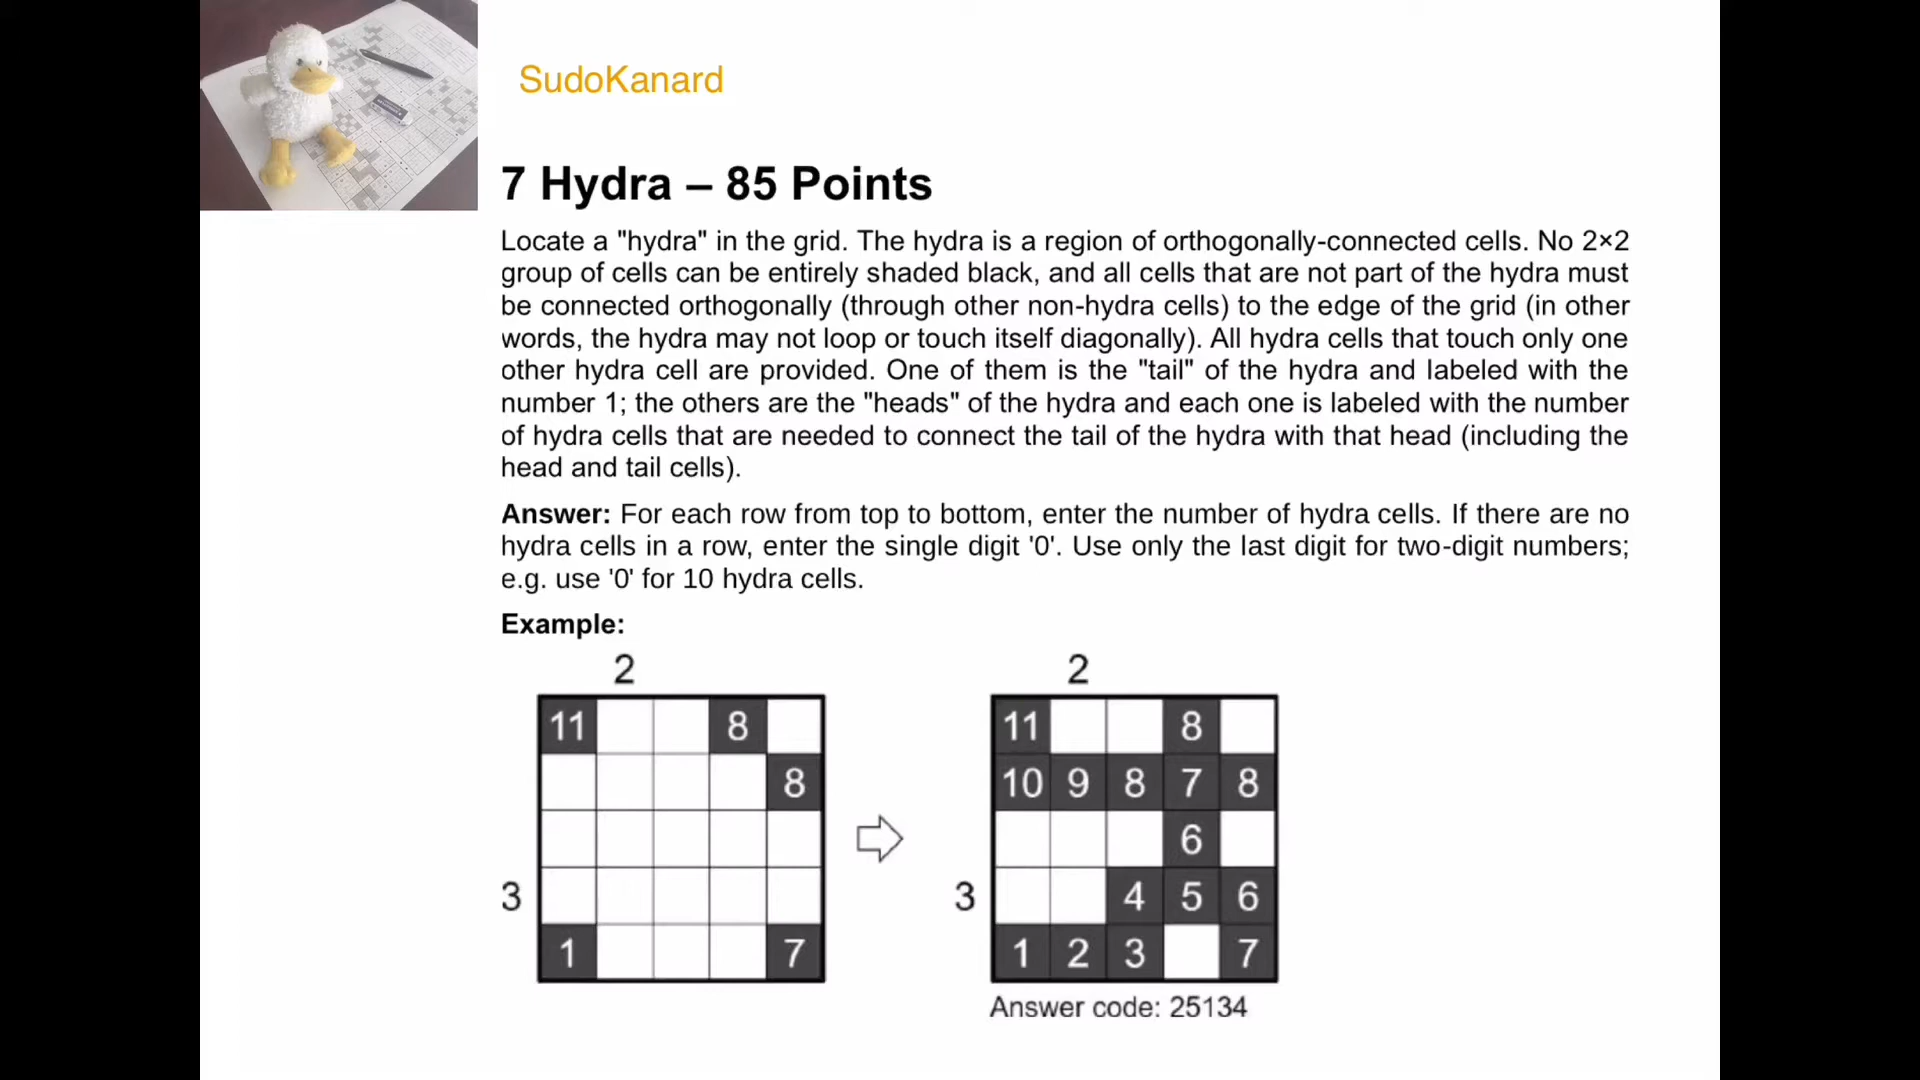 SudoKanard
7 Hydra – 85 Points
Locate a "hydra" in the grid. The hydra is a region of orthogonally-connected cells. No 2×2
group of cells can be entirely shaded black, and all cells that are not part of the hydra must
be connected orthogonally (through other non-hydra cells) to the edge of the grid (in other
words, the hydra may not loop or touch itself diagonally). All hydra cells that touch only one
other hydra cell are provided. One of them is the "tail" of the hydra and labeled with the
number 1; the others are the "heads" of the hydra and each one is labeled with the number
of hydra cells that are needed to connect the tail of the hydra with that head (including the
head and tail cells).
Answer: For each row from top to bottom, enter the number of hydra cells. If there are no
hydra cells in a row, enter the single digit '0'. Use only the last digit for two-digit numbers;
e.g. use '0' for 10 hydra cells.
Example:
2
11 8
8
3
1 7
2
11 8
10 9 8 7 8
6
3 4 5 6
1 2 3 7
Answer code: 25134